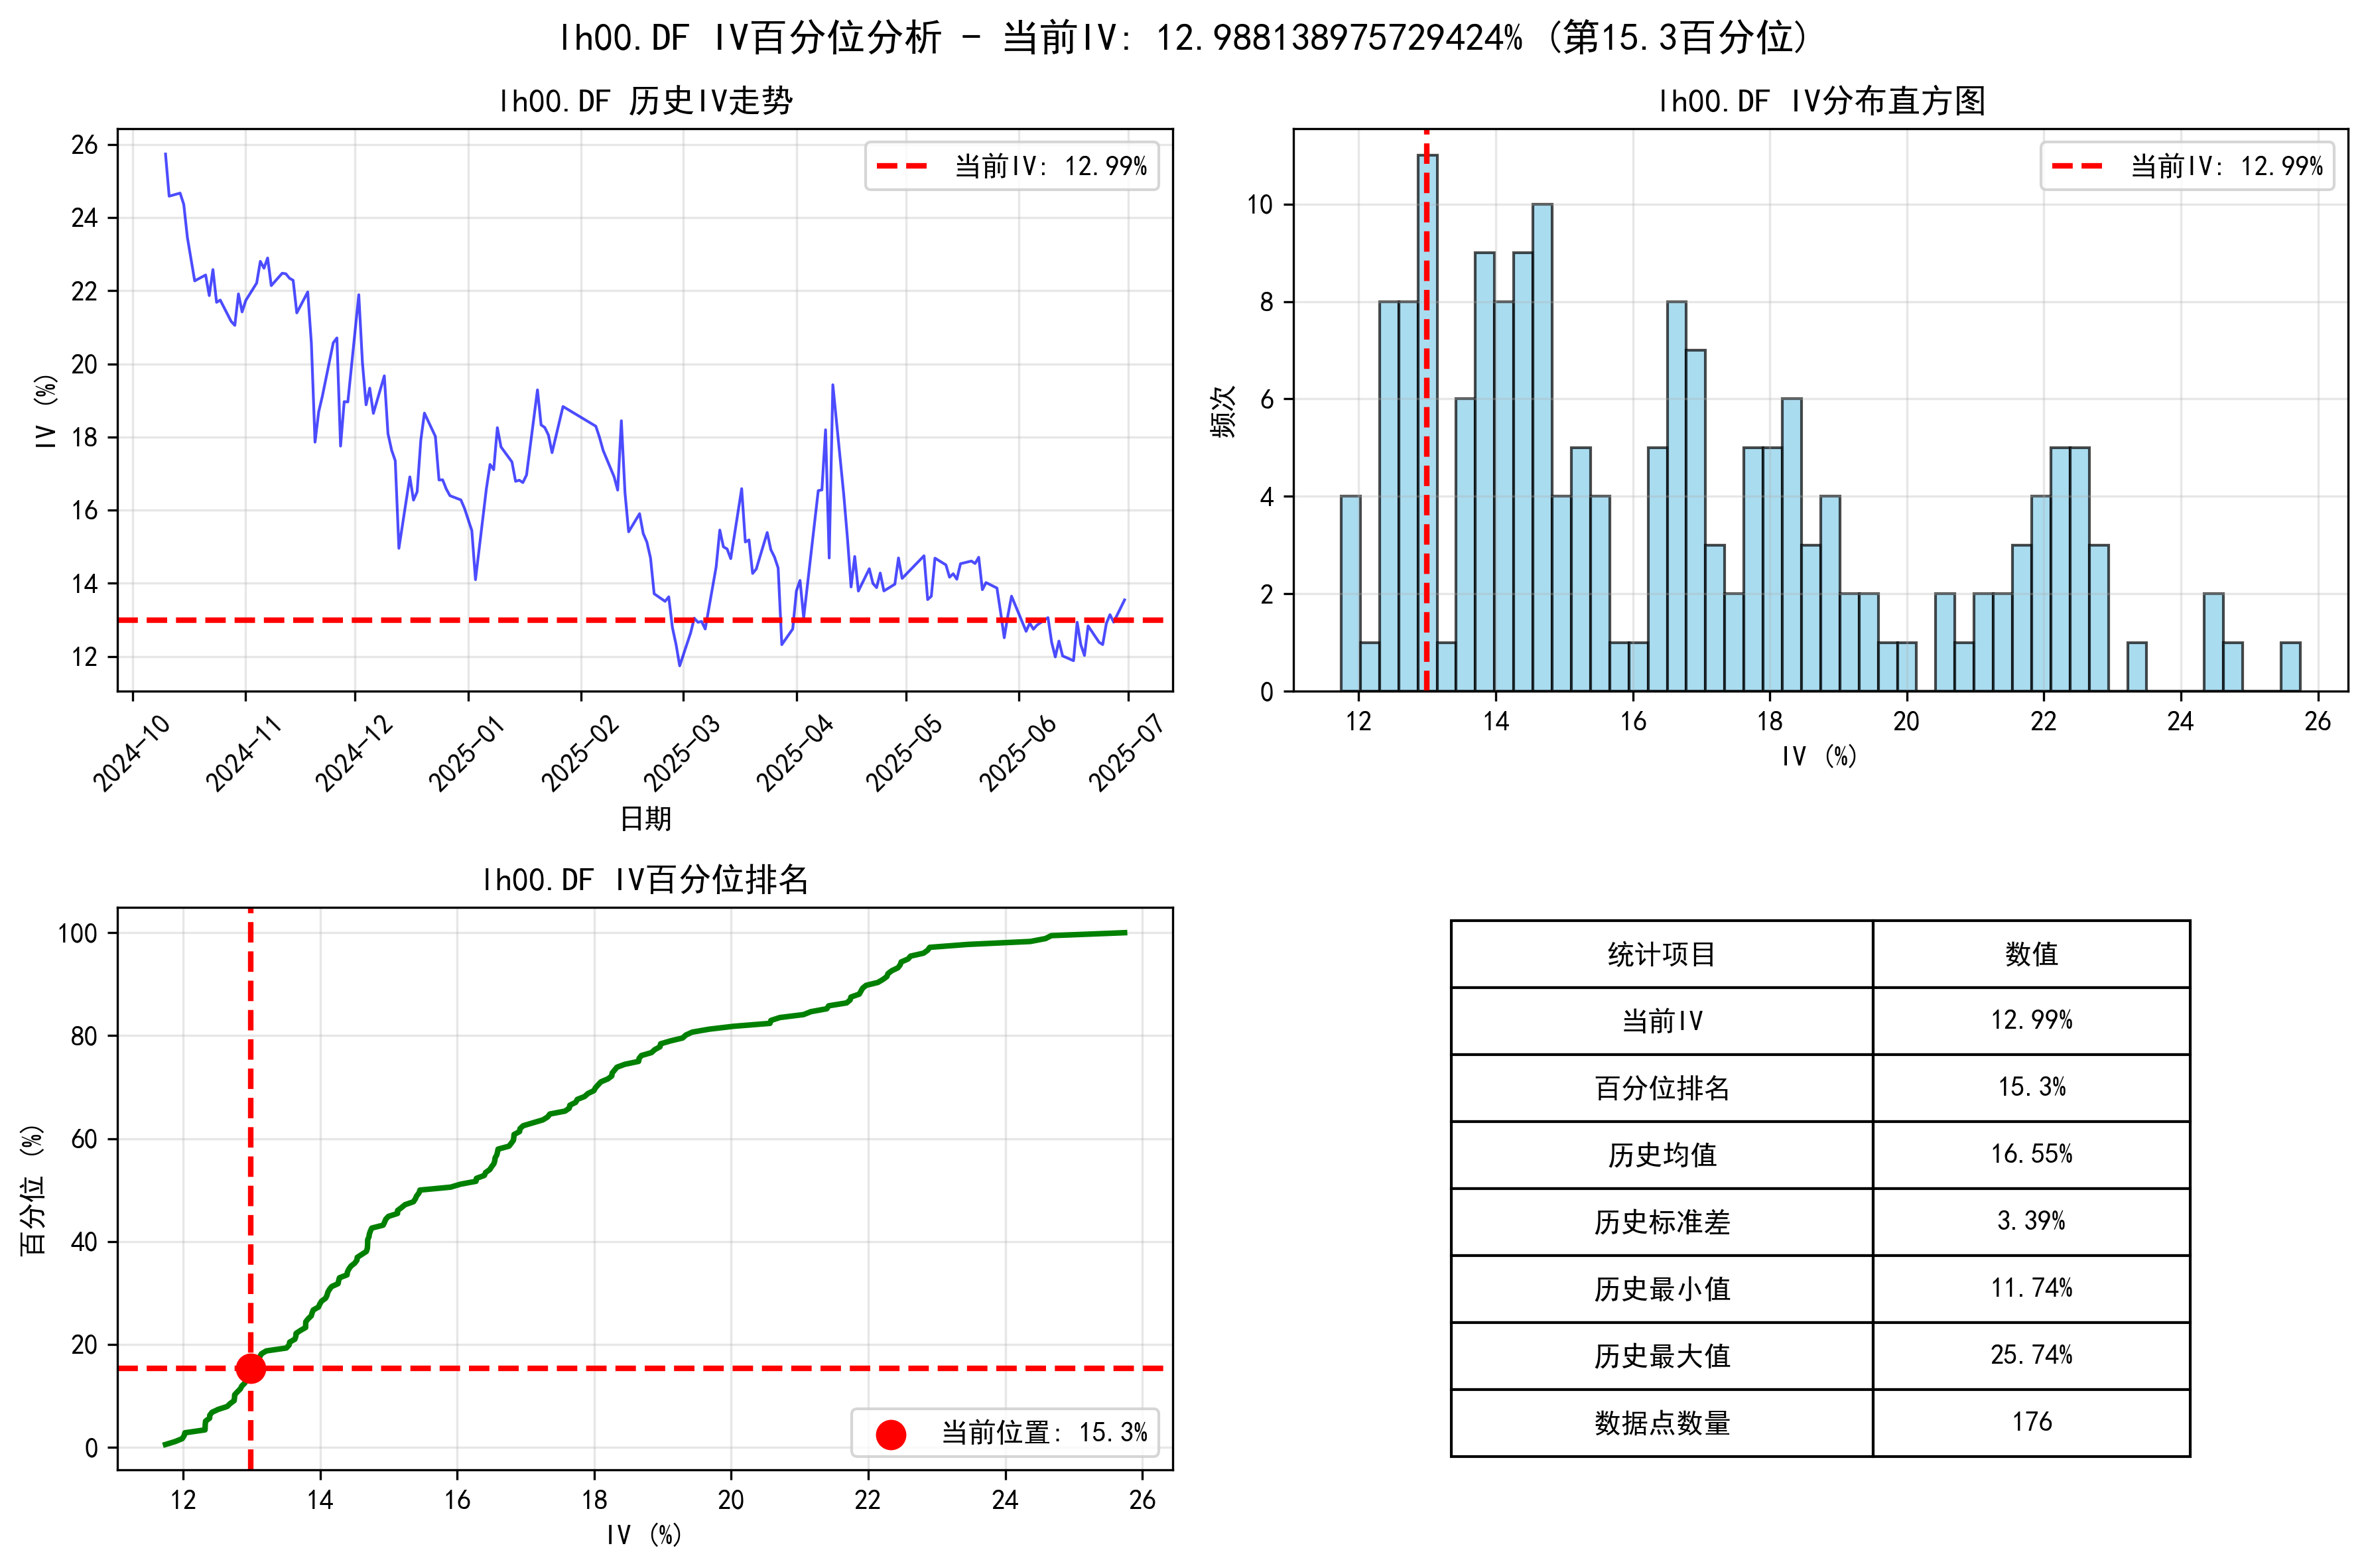 lh00.DF IV百分位分析 - 当前IV: 12.988138975729424% (第15.3百分位)
lh00.DF 历史IV走势
26
24
22
20
18
16
14
12
IV (%)
当前IV: 12.99%
2024-10
2024-11
2024-12
2025-01
2025-02
2025-03
2025-04
2025-05
2025-06
2025-07
日期
lh00.DF IV分布直方图
10
8
6
4
2
0
频次
当前IV: 12.99%
12 14 16 18 20 22 24 26
IV (%)
lh00.DF IV百分位排名
100
80
60
40
20
0
百分位 (%)
当前位置: 15.3%
12 14 16 18 20 22 24 26
IV (%)
统计项目 数值
当前IV 12.99%
百分位排名 15.3%
历史均值 16.55%
历史标准差 3.39%
历史最小值 11.74%
历史最大值 25.74%
数据点数量 176